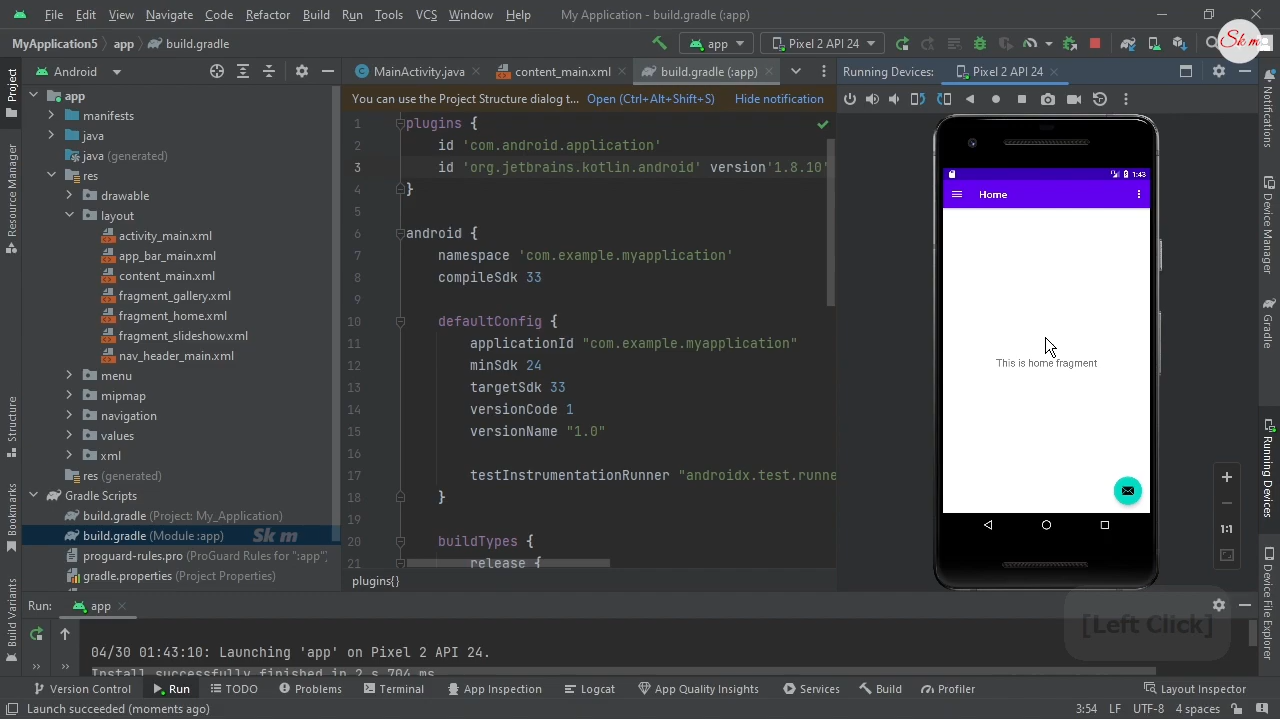 File Edit View Navigate Code Refactor Build Run Tools VCS Window Help My Application - build.gradle (:app)
MyApplication5 app build.gradle app Pixel 2 API 24 Sk m
Android MainActivity.java content_main.xml build.gradle (:app) Running Devices: Pixel 2 API 24
You can use the Project Structure dialog t... Open (Ctrl+Alt+Shift+S) Hide notification
app
manifests
java
java (generated)
res
drawable
layout
activity_main.xml
app_bar_main.xml
content_main.xml
fragment_gallery.xml
fragment_home.xml
fragment_slideshow.xml
nav_header_main.xml
menu
mipmap
navigation
values
xml
res (generated)
Gradle Scripts
build.gradle (Project: My_Application)
build.gradle (Module :app) Sk m
proguard-rules.pro (ProGuard Rules for ":app",
gradle.properties (Project Properties)
1 plugins {
2 id 'com.android.application'
3 id 'org.jetbrains.kotlin.android' version'1.8.10'
4 }
5
6 android {
7 namespace 'com.example.myapplication'
8 compileSdk 33
9
10 defaultConfig {
11 applicationId "com.example.myapplication"
12 minSdk 24
13 targetSdk 33
14 versionCode 1
15 versionName "1.0"
16
17 testInstrumentationRunner "androidx.test.runne
18 }
19
20 buildTypes {
21 release {
plugins{}
1:43
Home
This is home fragment
1:1
[Left Click]
Project
Resource Manager
Structure
Bookmarks
Build Variants
Notifications
Device Manager
Gradle
Running Devices
Device File Explorer
Run: app
04/30 01:43:10: Launching 'app' on Pixel 2 API 24.
Install successfully finished in 2 s 704 ms.
Version Control Run TODO Problems Terminal App Inspection Logcat App Quality Insights Services Build Profiler Layout Inspector
Launch succeeded (moments ago) 3:54 LF UTF-8 4 spaces